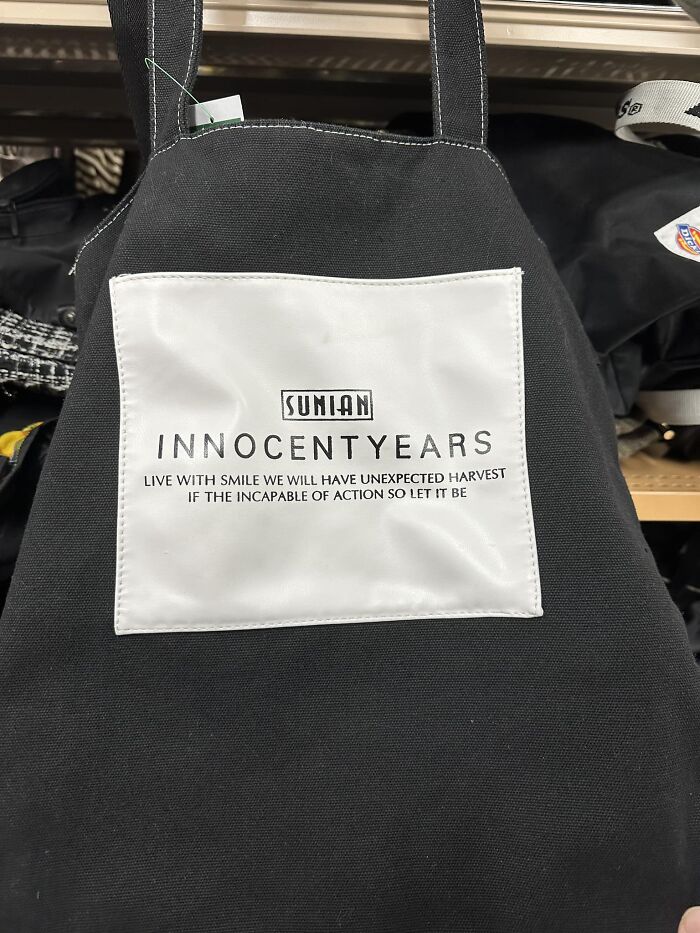 SUNIAN
INNOCENTYEARS
LIVE WITH SMILE WE WILL HAVE UNEXPECTED HARVEST
IF THE INCAPABLE OF ACTION SO LET IT BE